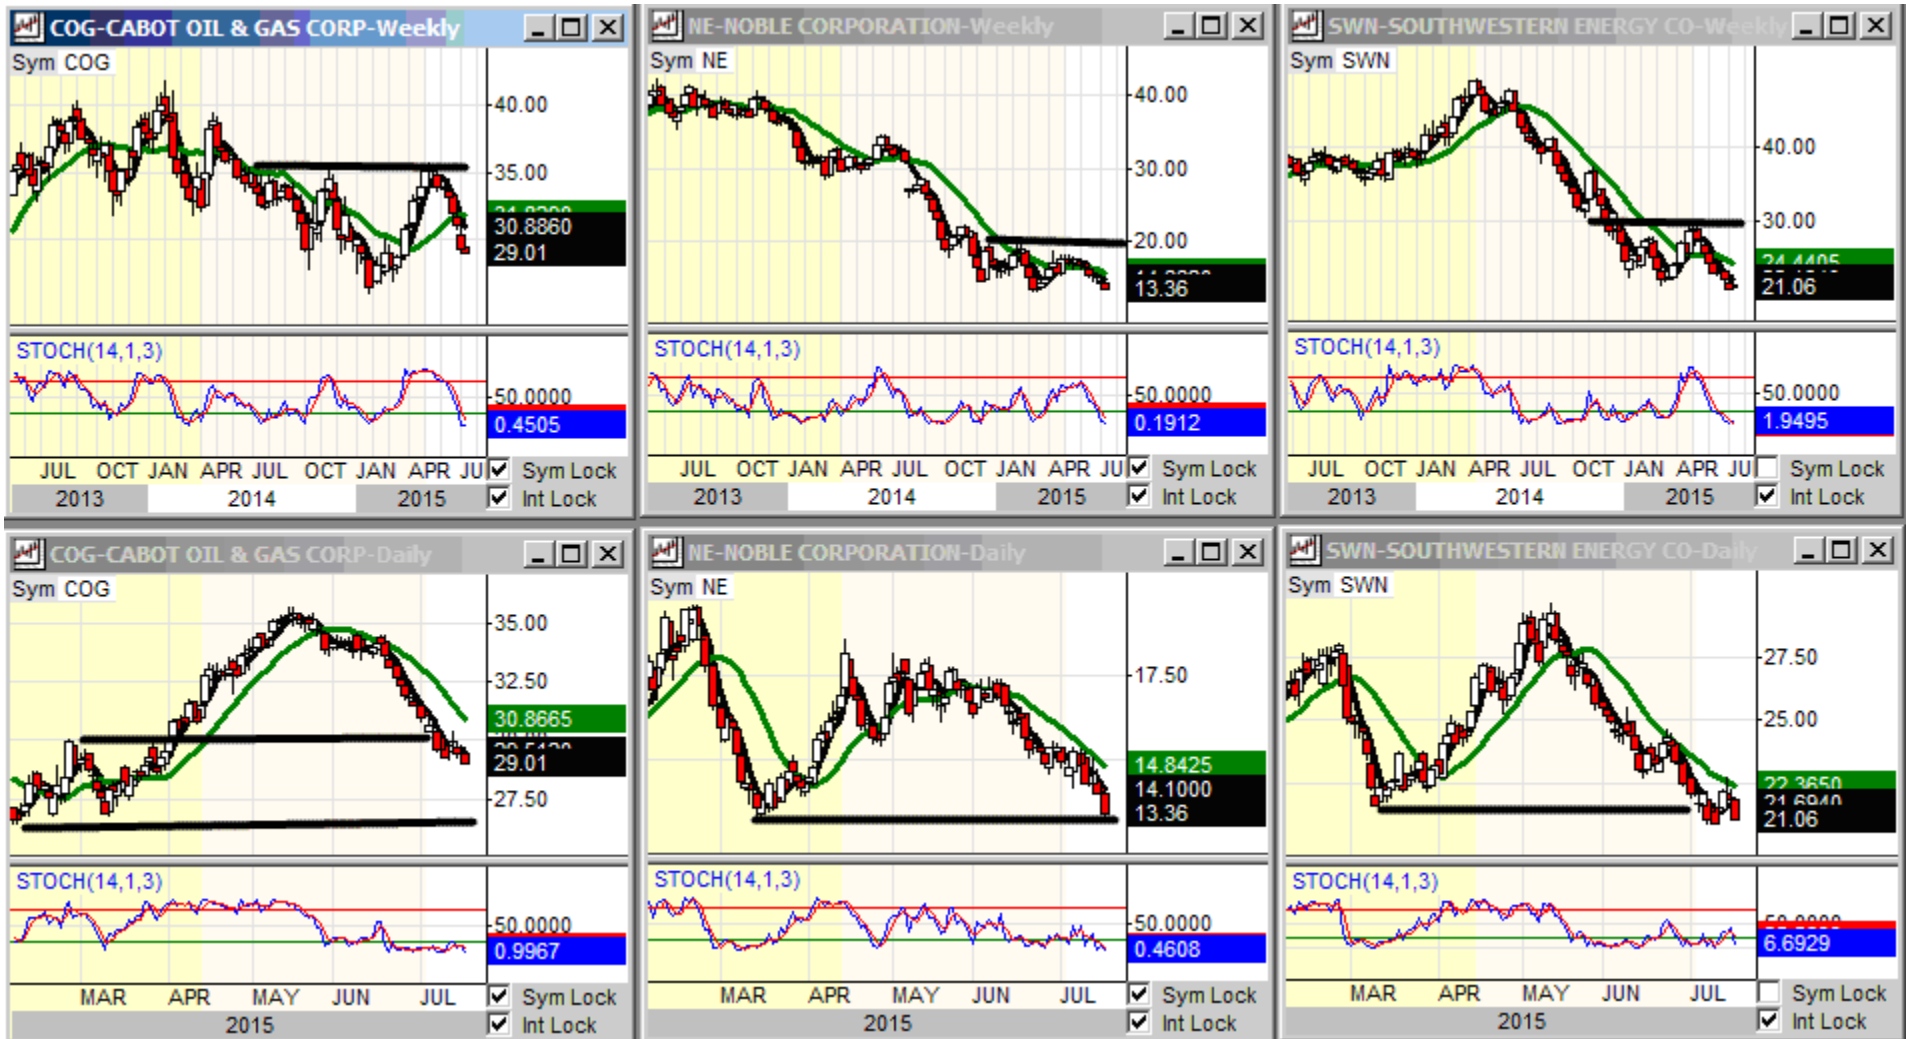 COG-CABOT OIL & GAS CORP-Weekly
Sym COG
40.00
35.00
30.8860
29.01
STOCH(14,1,3)
50.0000
0.4505
JUL OCT JAN APR JUL OCT JAN APR JU
Sym Lock
2013 2014 2015
Int Lock
NE-NOBLE CORPORATION-Weekly
Sym NE
40.00
30.00
20.00
13.36
STOCH(14,1,3)
50.0000
0.1912
JUL OCT JAN APR JUL OCT JAN APR JU
Sym Lock
2013 2014 2015
Int Lock
SWN-SOUTHWESTERN ENERGY CO-Weekly
Sym SWN
40.00
30.00
24.4405
21.06
STOCH(14,1,3)
50.0000
1.9495
JUL OCT JAN APR JUL OCT JAN APR JU
Sym Lock
2013 2014 2015
Int Lock
COG-CABOT OIL & GAS CORP-Daily
Sym COG
35.00
32.50
30.8665
29.01
27.50
STOCH(14,1,3)
50.0000
0.9967
MAR APR MAY JUN JUL
Sym Lock
2015
Int Lock
NE-NOBLE CORPORATION-Daily
Sym NE
17.50
14.8425
14.1000
13.36
STOCH(14,1,3)
50.0000
0.4608
MAR APR MAY JUN JUL
Sym Lock
2015
Int Lock
SWN-SOUTHWESTERN ENERGY CO-Daily
Sym SWN
27.50
25.00
22.3650
21.6940
21.06
STOCH(14,1,3)
50.0000
6.6929
MAR APR MAY JUN JUL
Sym Lock
2015
Int Lock